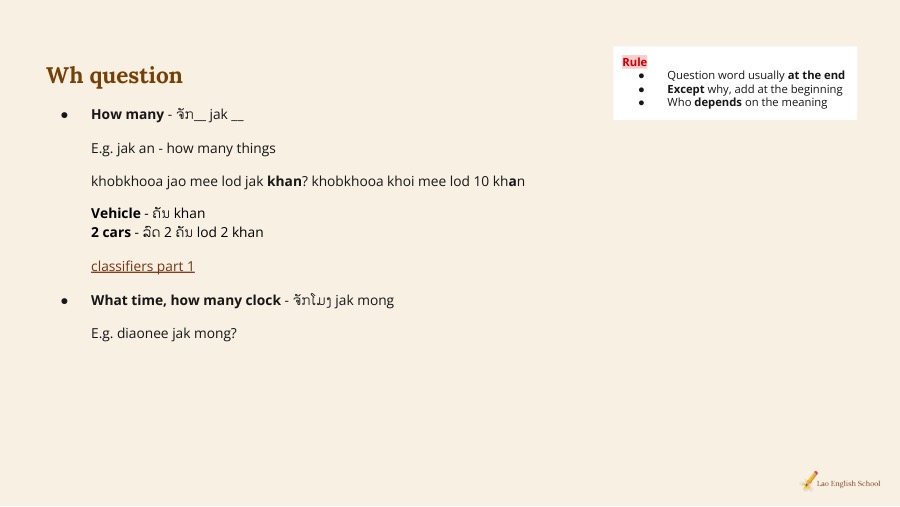 Wh question
Rule
● Question word usually at the end
● Except why, add at the beginning
● Who depends on the meaning
● How many - ຈັກ__ jak __
E.g. jak an - how many things
khobkhooa jao mee lod jak khan? khobkhooa khoi mee lod 10 khan
Vehicle - ຄັນ khan
2 cars - ລົດ 2 ຄັນ lod 2 khan
classifiers part 1
● What time, how many clock - ຈັກໂມງ jak mong
E.g. diaonee jak mong?
Lao English School